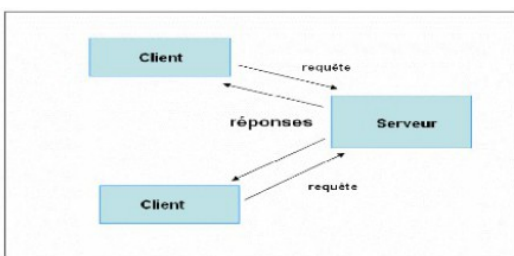 Client
requête
réponses
Serveur
requête
Client